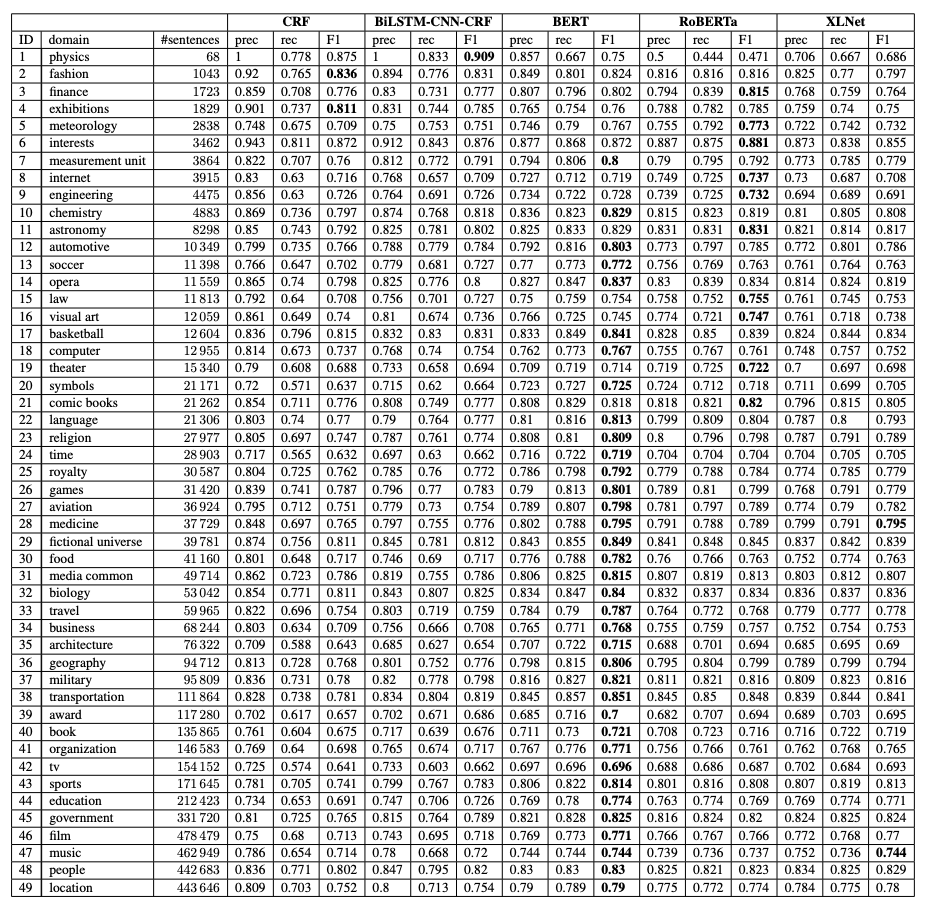 CRF BiLSTM-CNN-CRF BERT RoBERTa XLNet
ID domain #sentences prec rec F1 prec rec F1 prec rec F1 prec rec F1 prec rec F1
1 physics 68 1 0.778 0.875 1 0.833 0.909 0.857 0.667 0.75 0.5 0.444 0.471 0.706 0.667 0.686
2 fashion 1043 0.92 0.765 0.836 0.894 0.776 0.831 0.849 0.801 0.824 0.816 0.816 0.816 0.825 0.77 0.797
3 finance 1723 0.859 0.708 0.776 0.83 0.731 0.777 0.807 0.796 0.802 0.794 0.839 0.815 0.768 0.759 0.764
4 exhibitions 1829 0.901 0.737 0.811 0.831 0.744 0.785 0.765 0.754 0.76 0.788 0.782 0.785 0.759 0.74 0.75
5 meteorology 2838 0.748 0.675 0.709 0.75 0.753 0.751 0.746 0.79 0.767 0.755 0.792 0.773 0.722 0.742 0.732
6 interests 3462 0.943 0.811 0.872 0.912 0.843 0.876 0.877 0.868 0.872 0.887 0.875 0.881 0.873 0.838 0.855
7 measurement unit 3864 0.822 0.707 0.76 0.812 0.772 0.791 0.794 0.806 0.8 0.79 0.795 0.792 0.773 0.785 0.779
8 internet 3915 0.83 0.63 0.716 0.768 0.657 0.709 0.727 0.712 0.719 0.749 0.725 0.737 0.73 0.687 0.708
9 engineering 4475 0.856 0.63 0.726 0.764 0.691 0.726 0.734 0.722 0.728 0.739 0.725 0.732 0.694 0.689 0.691
10 chemistry 4883 0.869 0.736 0.797 0.874 0.768 0.818 0.836 0.823 0.829 0.815 0.823 0.819 0.81 0.805 0.808
11 astronomy 8298 0.85 0.743 0.792 0.825 0.781 0.802 0.825 0.833 0.829 0.831 0.831 0.831 0.821 0.814 0.817
12 automotive 10 349 0.799 0.735 0.766 0.788 0.779 0.784 0.792 0.816 0.803 0.773 0.797 0.785 0.772 0.801 0.786
13 soccer 11 398 0.766 0.647 0.702 0.779 0.681 0.727 0.77 0.773 0.772 0.756 0.769 0.763 0.761 0.764 0.763
14 opera 11 559 0.865 0.74 0.798 0.825 0.776 0.8 0.827 0.847 0.837 0.83 0.839 0.834 0.814 0.824 0.819
15 law 11 813 0.792 0.64 0.708 0.756 0.701 0.727 0.75 0.759 0.754 0.758 0.752 0.755 0.761 0.745 0.753
16 visual art 12 059 0.861 0.649 0.74 0.81 0.674 0.736 0.766 0.725 0.745 0.774 0.721 0.747 0.761 0.718 0.738
17 basketball 12 604 0.836 0.796 0.815 0.832 0.83 0.831 0.833 0.849 0.841 0.828 0.85 0.839 0.824 0.844 0.834
18 computer 12 955 0.814 0.673 0.737 0.768 0.74 0.754 0.762 0.773 0.767 0.755 0.767 0.761 0.748 0.757 0.752
19 theater 15 340 0.79 0.608 0.688 0.733 0.658 0.694 0.709 0.719 0.714 0.719 0.725 0.722 0.7 0.697 0.698
20 symbols 21 171 0.72 0.571 0.637 0.715 0.62 0.664 0.723 0.727 0.725 0.724 0.712 0.718 0.711 0.699 0.705
21 comic books 21 262 0.854 0.711 0.776 0.808 0.749 0.777 0.808 0.829 0.818 0.818 0.821 0.82 0.796 0.815 0.805
22 language 21 306 0.803 0.74 0.77 0.79 0.764 0.777 0.81 0.816 0.813 0.799 0.809 0.804 0.787 0.8 0.793
23 religion 27 977 0.805 0.697 0.747 0.787 0.761 0.774 0.808 0.81 0.809 0.8 0.796 0.798 0.787 0.791 0.789
24 time 28 903 0.717 0.565 0.632 0.697 0.63 0.662 0.716 0.722 0.719 0.704 0.704 0.704 0.704 0.705 0.705
25 royalty 30 587 0.804 0.725 0.762 0.785 0.76 0.772 0.786 0.798 0.792 0.779 0.788 0.784 0.774 0.785 0.779
26 games 31 420 0.839 0.741 0.787 0.796 0.77 0.783 0.79 0.813 0.801 0.789 0.81 0.799 0.768 0.791 0.779
27 aviation 36 924 0.795 0.712 0.751 0.779 0.73 0.754 0.789 0.807 0.798 0.781 0.797 0.789 0.774 0.79 0.782
28 medicine 37 729 0.848 0.697 0.765 0.797 0.755 0.776 0.802 0.788 0.795 0.791 0.788 0.789 0.799 0.791 0.795
29 fictional universe 39 781 0.874 0.756 0.811 0.845 0.781 0.812 0.843 0.855 0.849 0.841 0.848 0.845 0.837 0.842 0.839
30 food 41 160 0.801 0.648 0.717 0.746 0.69 0.717 0.776 0.788 0.782 0.76 0.766 0.763 0.752 0.774 0.763
31 media common 49 714 0.862 0.723 0.786 0.819 0.755 0.786 0.806 0.825 0.815 0.807 0.819 0.813 0.803 0.812 0.807
32 biology 53 042 0.854 0.771 0.811 0.843 0.807 0.825 0.834 0.847 0.84 0.832 0.837 0.834 0.836 0.837 0.836
33 travel 59 965 0.822 0.696 0.754 0.803 0.719 0.759 0.784 0.79 0.787 0.764 0.772 0.768 0.779 0.777 0.778
34 business 68 244 0.803 0.634 0.709 0.756 0.666 0.708 0.765 0.771 0.768 0.755 0.759 0.757 0.752 0.754 0.753
35 architecture 76 322 0.709 0.588 0.643 0.685 0.627 0.654 0.707 0.722 0.715 0.688 0.701 0.694 0.685 0.695 0.69
36 geography 94 712 0.813 0.728 0.768 0.801 0.752 0.776 0.798 0.815 0.806 0.795 0.804 0.799 0.789 0.799 0.794
37 military 95 809 0.836 0.731 0.78 0.82 0.778 0.798 0.816 0.827 0.821 0.811 0.821 0.816 0.809 0.823 0.816
38 transportation 111 864 0.828 0.738 0.781 0.834 0.804 0.819 0.845 0.857 0.851 0.845 0.85 0.848 0.839 0.844 0.841
39 award 117 280 0.702 0.617 0.657 0.702 0.671 0.686 0.685 0.716 0.7 0.682 0.707 0.694 0.689 0.703 0.695
40 book 135 865 0.761 0.604 0.675 0.717 0.639 0.676 0.711 0.73 0.721 0.708 0.723 0.716 0.716 0.722 0.719
41 organization 146 583 0.769 0.64 0.698 0.765 0.674 0.717 0.767 0.776 0.771 0.756 0.766 0.761 0.762 0.768 0.765
42 tv 154 152 0.725 0.574 0.641 0.733 0.603 0.662 0.697 0.696 0.696 0.688 0.686 0.687 0.702 0.684 0.693
43 sports 171 645 0.781 0.705 0.741 0.799 0.767 0.783 0.806 0.822 0.814 0.801 0.816 0.808 0.807 0.819 0.813
44 education 212 423 0.734 0.653 0.691 0.747 0.706 0.726 0.769 0.78 0.774 0.763 0.774 0.769 0.769 0.774 0.771
45 government 331 720 0.81 0.725 0.765 0.815 0.764 0.789 0.821 0.828 0.825 0.816 0.824 0.82 0.824 0.825 0.824
46 film 478 479 0.75 0.68 0.713 0.743 0.695 0.718 0.769 0.773 0.771 0.766 0.767 0.766 0.772 0.768 0.77
47 music 462 949 0.786 0.654 0.714 0.78 0.668 0.72 0.744 0.744 0.744 0.739 0.736 0.737 0.752 0.736 0.744
48 people 442 683 0.836 0.771 0.802 0.847 0.795 0.82 0.83 0.83 0.83 0.825 0.821 0.823 0.834 0.825 0.829
49 location 443 646 0.809 0.703 0.752 0.8 0.713 0.754 0.79 0.789 0.79 0.775 0.772 0.774 0.784 0.775 0.78